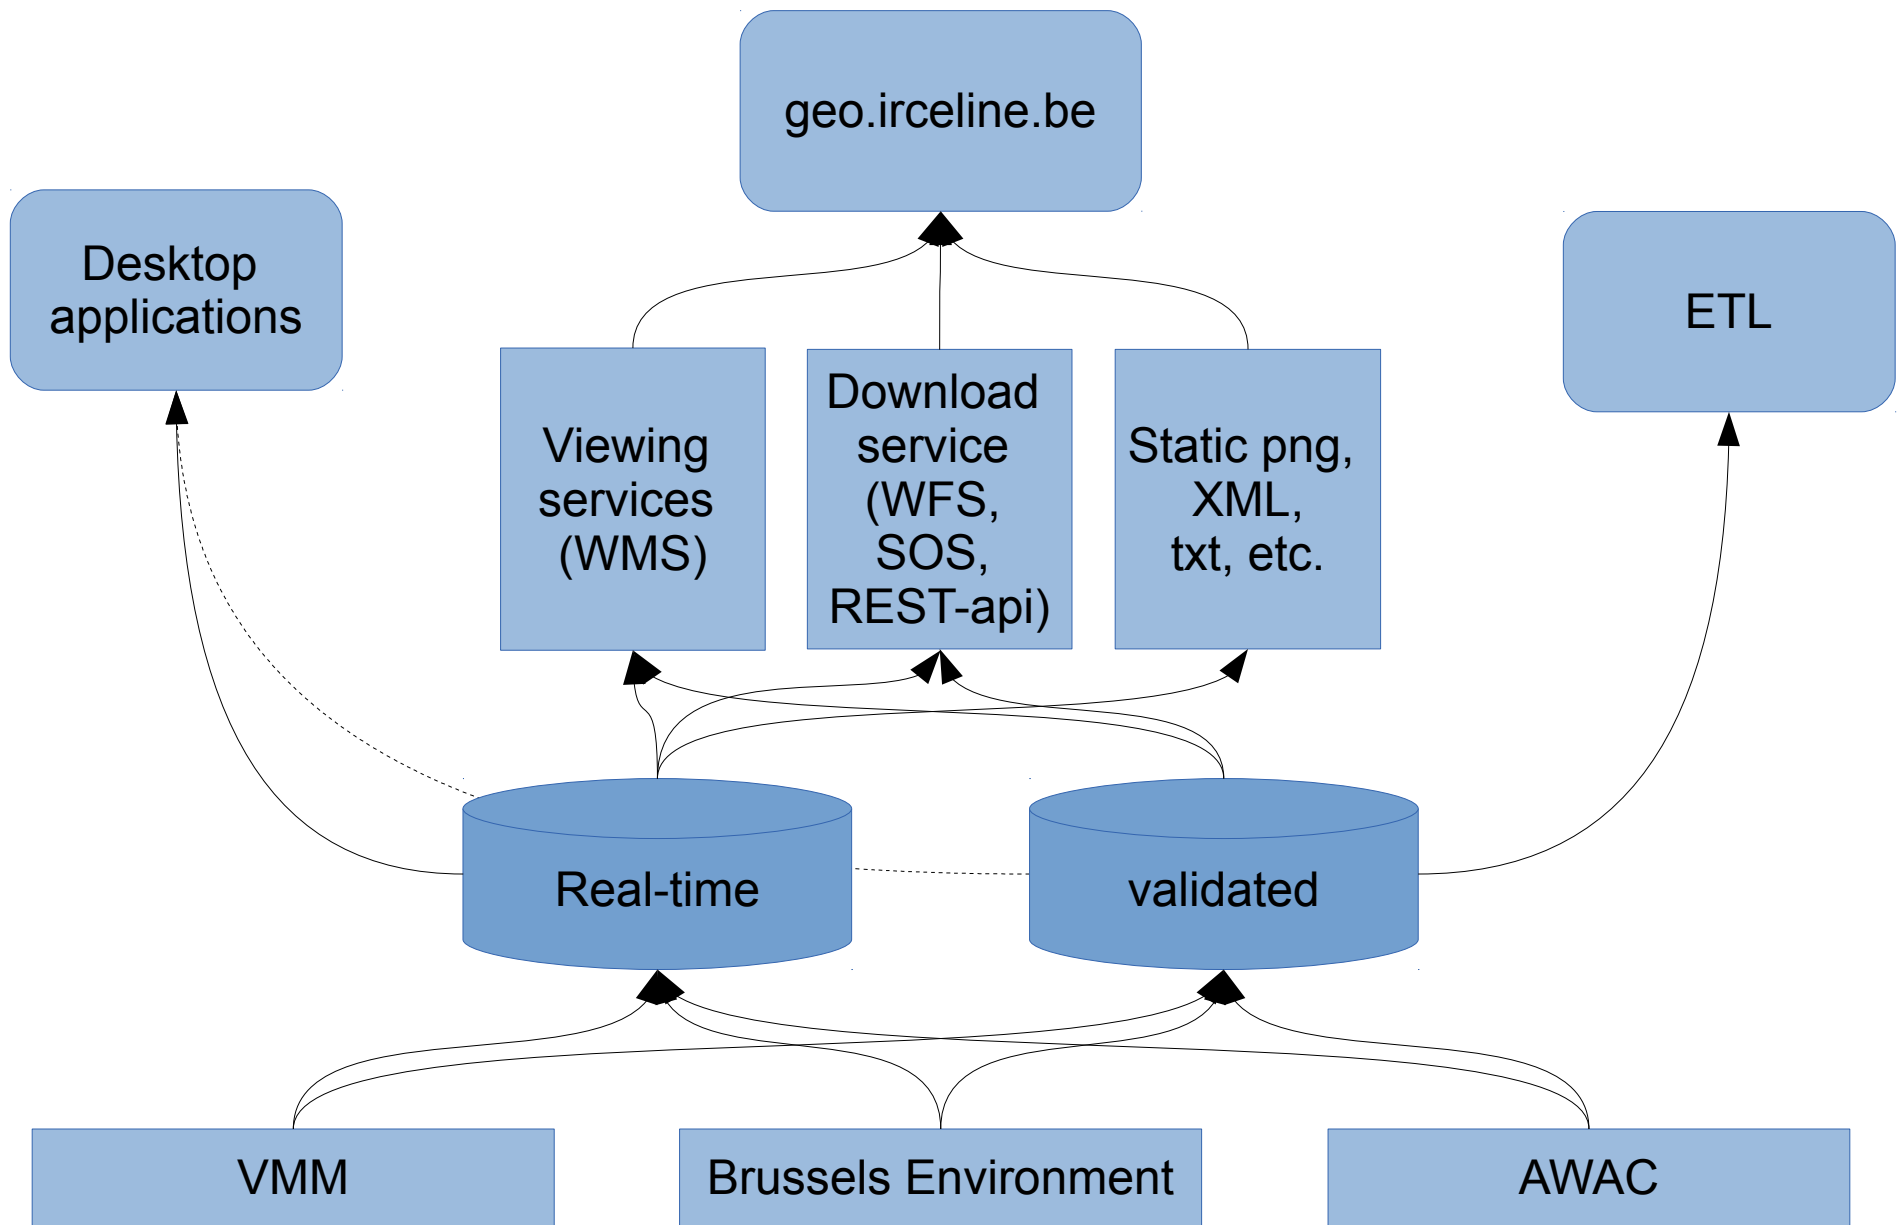 geo.irceline.be
Desktop
applications
ETL
Viewing
services
(WMS)
Download
service
(WFS,
SOS,
REST-api)
Static png,
XML,
txt, etc.
Real-time
validated
VMM
Brussels Environment
AWAC